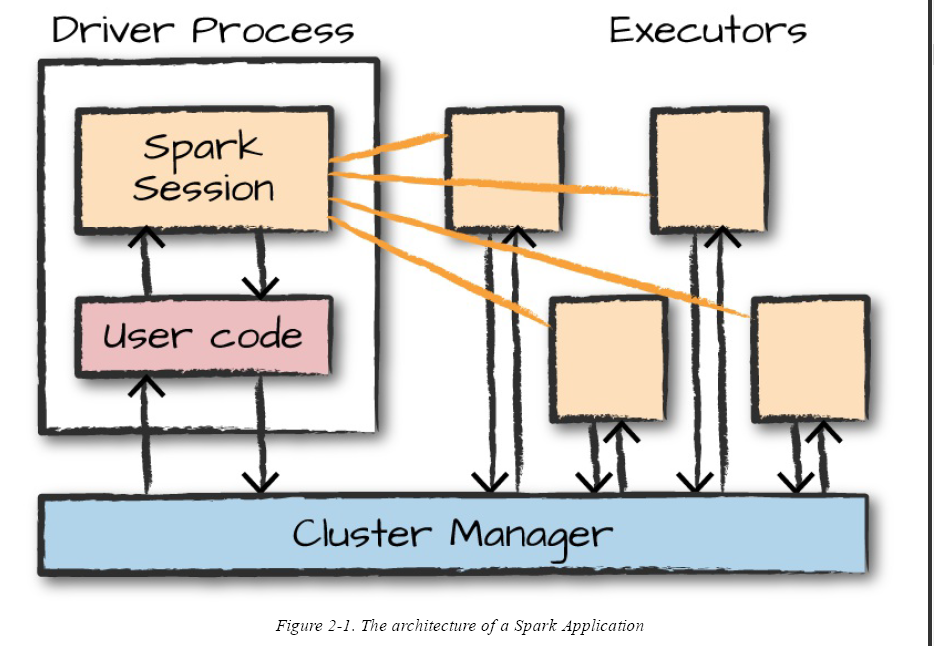 Driver Process
Executors
Spark
Session
User code
Cluster Manager
Figure 2-1. The architecture of a Spark Application